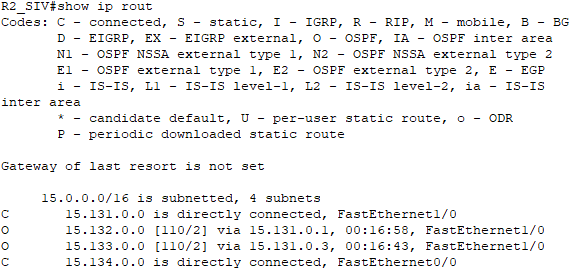 R2_SIV#show ip rout
Codes: C - connected, S - static, I - IGRP, R - RIP, M - mobile, B - BG
D - EIGRP, EX - EIGRP external, O - OSPF, IA - OSPF inter area
N1 - OSPF NSSA external type 1, N2 - OSPF NSSA external type 2
E1 - OSPF external type 1, E2 - OSPF external type 2, E - EGP
i - IS-IS, L1 - IS-IS level-1, L2 - IS-IS level-2, ia - IS-IS
inter area
* - candidate default, U - per-user static route, o - ODR
P - periodic downloaded static route
Gateway of last resort is not set
15.0.0.0/16 is subnetted, 4 subnets
C 15.131.0.0 is directly connected, FastEthernet1/0
O 15.132.0.0 [110/2] via 15.131.0.1, 00:16:58, FastEthernet1/0
O 15.133.0.0 [110/2] via 15.131.0.3, 00:16:43, FastEthernet1/0
C 15.134.0.0 is directly connected, FastEthernet0/0